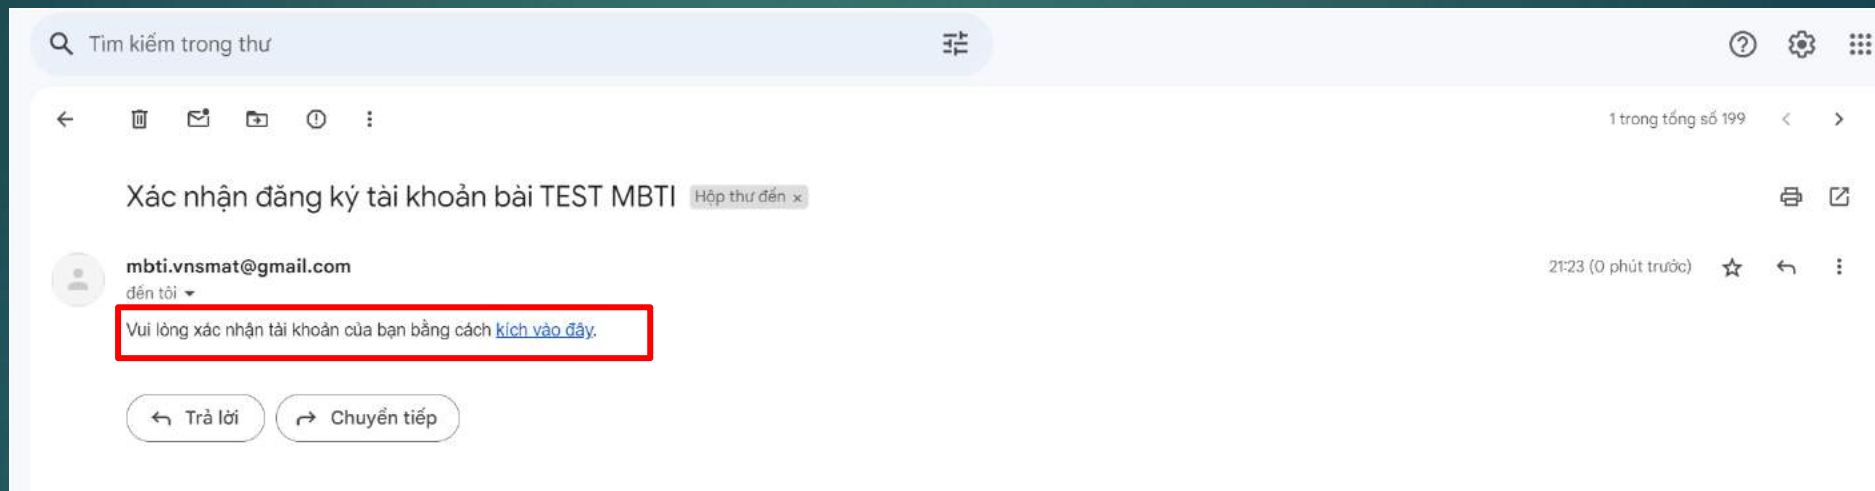 Tìm kiếm trong thư
1 trong tổng số 199
Xác nhận đăng ký tài khoản bài TEST MBTI Hộp thư đến ×
mbti.vnsmat@gmail.com 21:23 (0 phút trước)
đến tôi
Vui lòng xác nhận tài khoản của bạn bằng cách kích vào đây.
Trả lời Chuyển tiếp